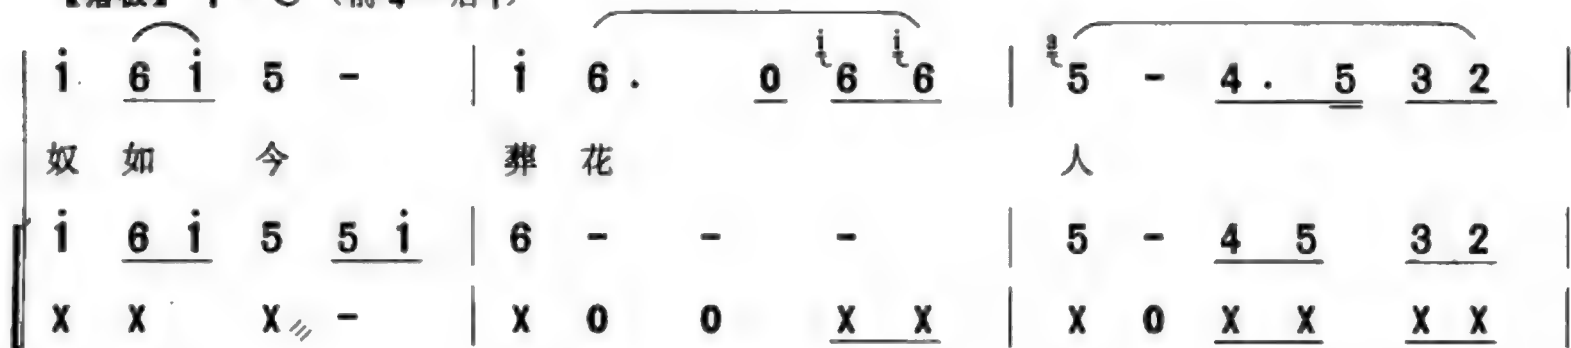 i 6 i 5 - | i 6 . 0 6 6 | 5 - 4 . 5 3 2 |
奴 如 今 葬 花 人
i 6 i 5 5 i | 6 - - - | 5 - 4 5 3 2 |
X X X - | X 0 0 X X | X 0 X X X X |